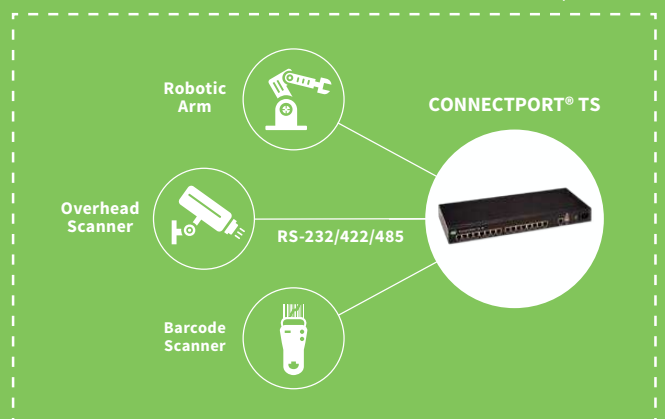 Robotic
Arm
CONNECTPORT® TS
Overhead
Scanner
RS-232/422/485
Barcode
Scanner